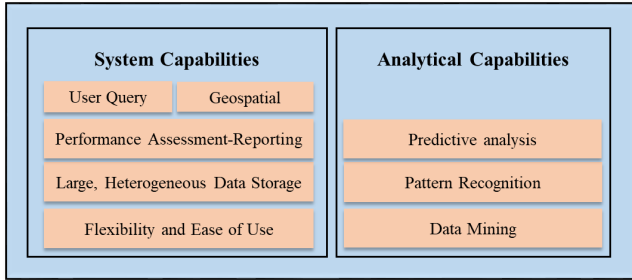 System Capabilities
User Query
Geospatial
Performance Assessment-Reporting
Large, Heterogeneous Data Storage
Flexibility and Ease of Use
Analytical Capabilities
Predictive analysis
Pattern Recognition
Data Mining